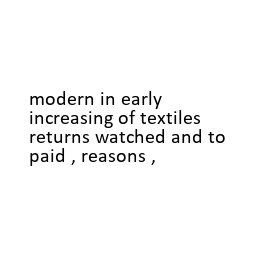 modern in early
increasing of textiles
returns watched and to
paid , reasons ,